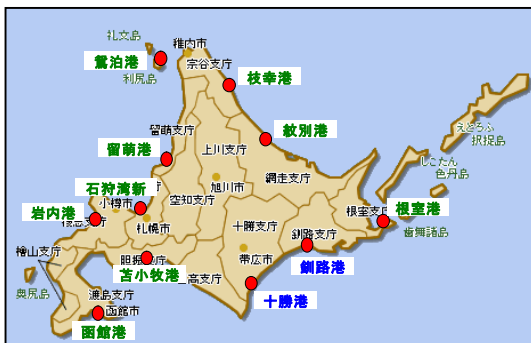 礼文島
稚内市
鴛泊港
宗谷支庁
利尻島
枝幸港
紋別港
えとろふ
択捉島
留萌支庁
上川支庁
しこたん
色丹島
留萌港
網走支庁
石狩湾新
旭川市
空知支庁
小樽市
岩内港
根室支庁
根室港
札幌市
十勝支庁
釧路支庁
歯舞諸島
檜山支庁
胆振
苫小牧港
帯広市
釧路港
高支庁
奥尻島
渡島支庁
十勝港
函館市
函館港